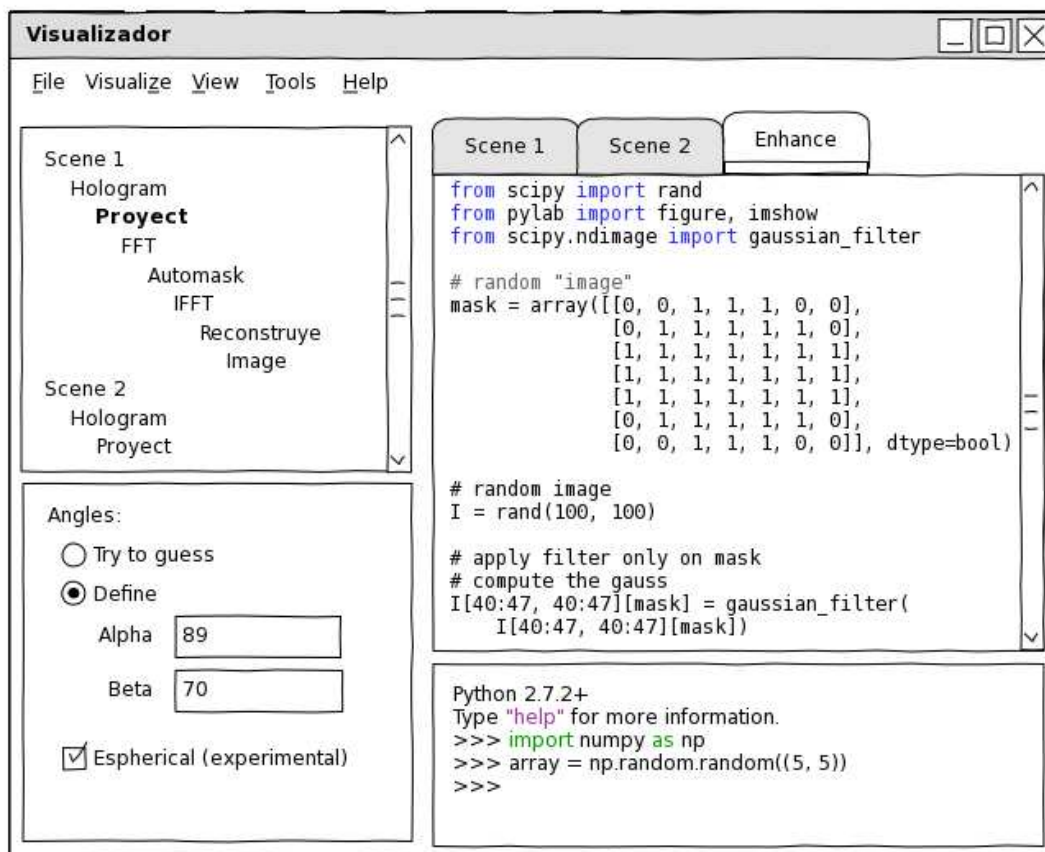 Visualizador
File Visualize View Tools Help
Scene 1
Hologram
Proyect
FFT
Automask
IFFT
Reconstruye
Image
Scene 2
Hologram
Proyect
Angles:
Try to guess
Define
Alpha 89
Beta 70
Espherical (experimental)
Scene 1 Scene 2 Enhance
from scipy import rand
from pylab import figure, imshow
from scipy.ndimage import gaussian_filter
# random "image"
mask = array([[0, 0, 1, 1, 1, 0, 0],
[0, 1, 1, 1, 1, 1, 0],
[1, 1, 1, 1, 1, 1, 1],
[1, 1, 1, 1, 1, 1, 1],
[1, 1, 1, 1, 1, 1, 1],
[0, 1, 1, 1, 1, 1, 0],
[0, 0, 1, 1, 1, 0, 0]], dtype=bool)
# random image
I = rand(100, 100)
# apply filter only on mask
# compute the gauss
I[40:47, 40:47][mask] = gaussian_filter(
I[40:47, 40:47][mask])
Python 2.7.2+
Type "help" for more information.
>>> import numpy as np
>>> array = np.random.random((5, 5))
>>>